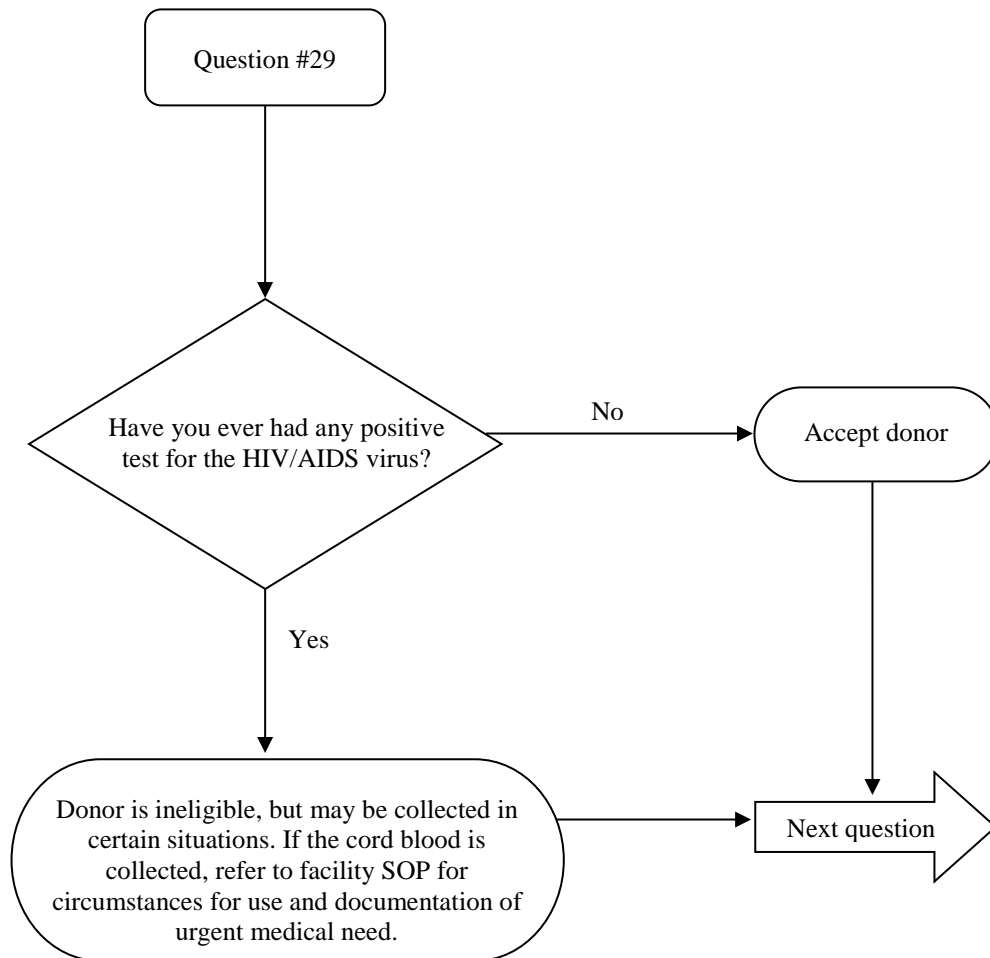 Question #29
Have you ever had any positive
test for the HIV/AIDS virus?
No
Accept donor
Yes
Donor is ineligible, but may be collected in
certain situations. If the cord blood is
collected, refer to facility SOP for
circumstances for use and documentation of
urgent medical need.
Next question